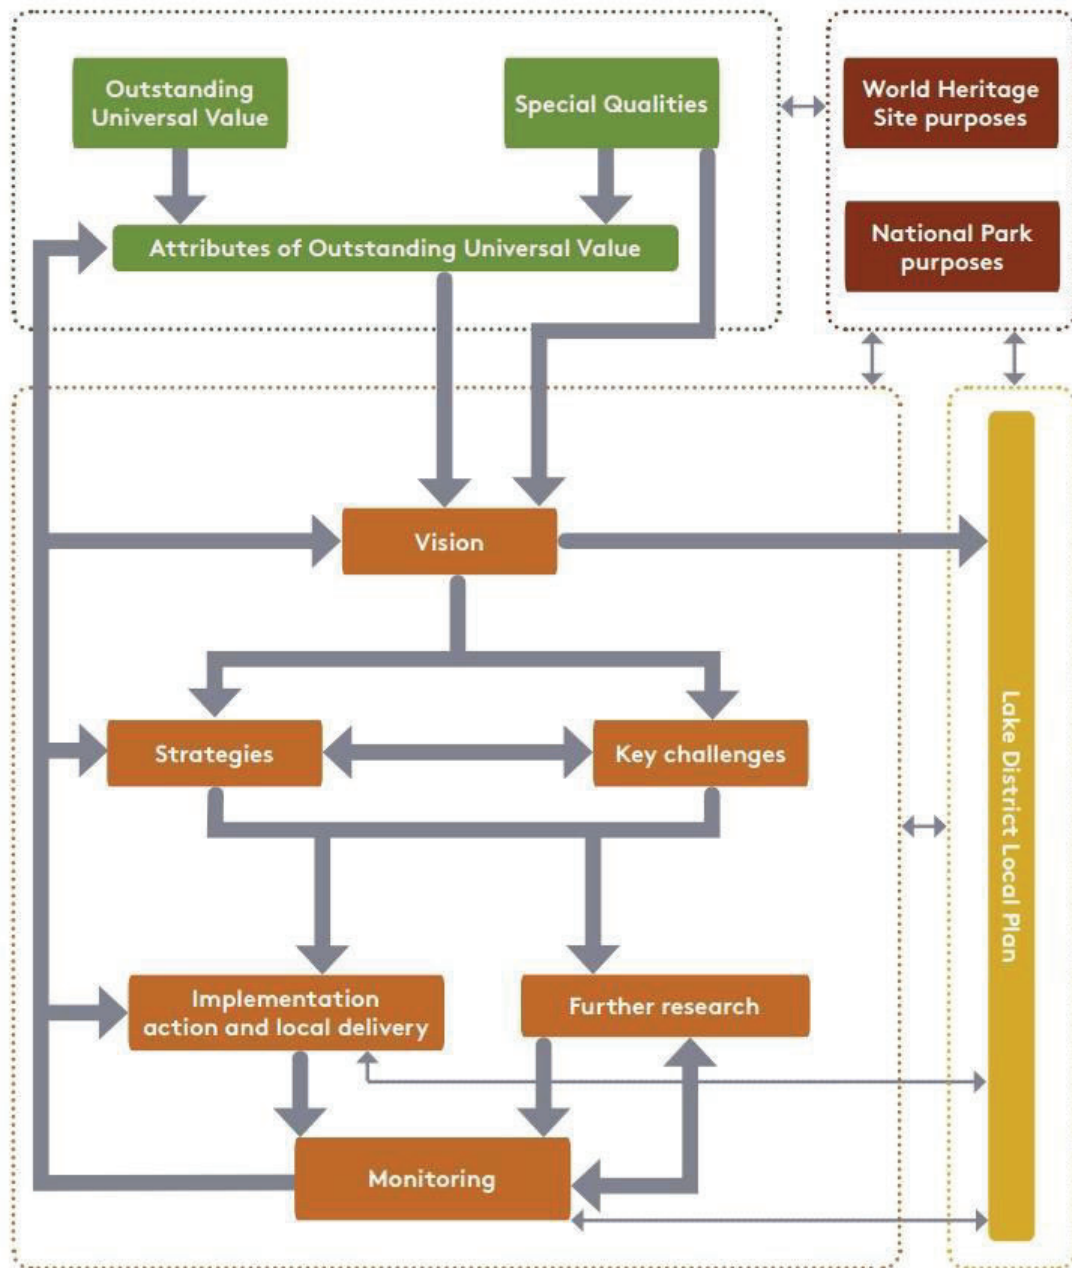 Outstanding
Universal Value
Special Qualities
World Heritage
Site purposes
Attributes of Outstanding Universal Value
National Park
purposes
Vision
Strategies
Key challenges
Lake District Local Plan
Implementation
action and local delivery
Further research
Monitoring